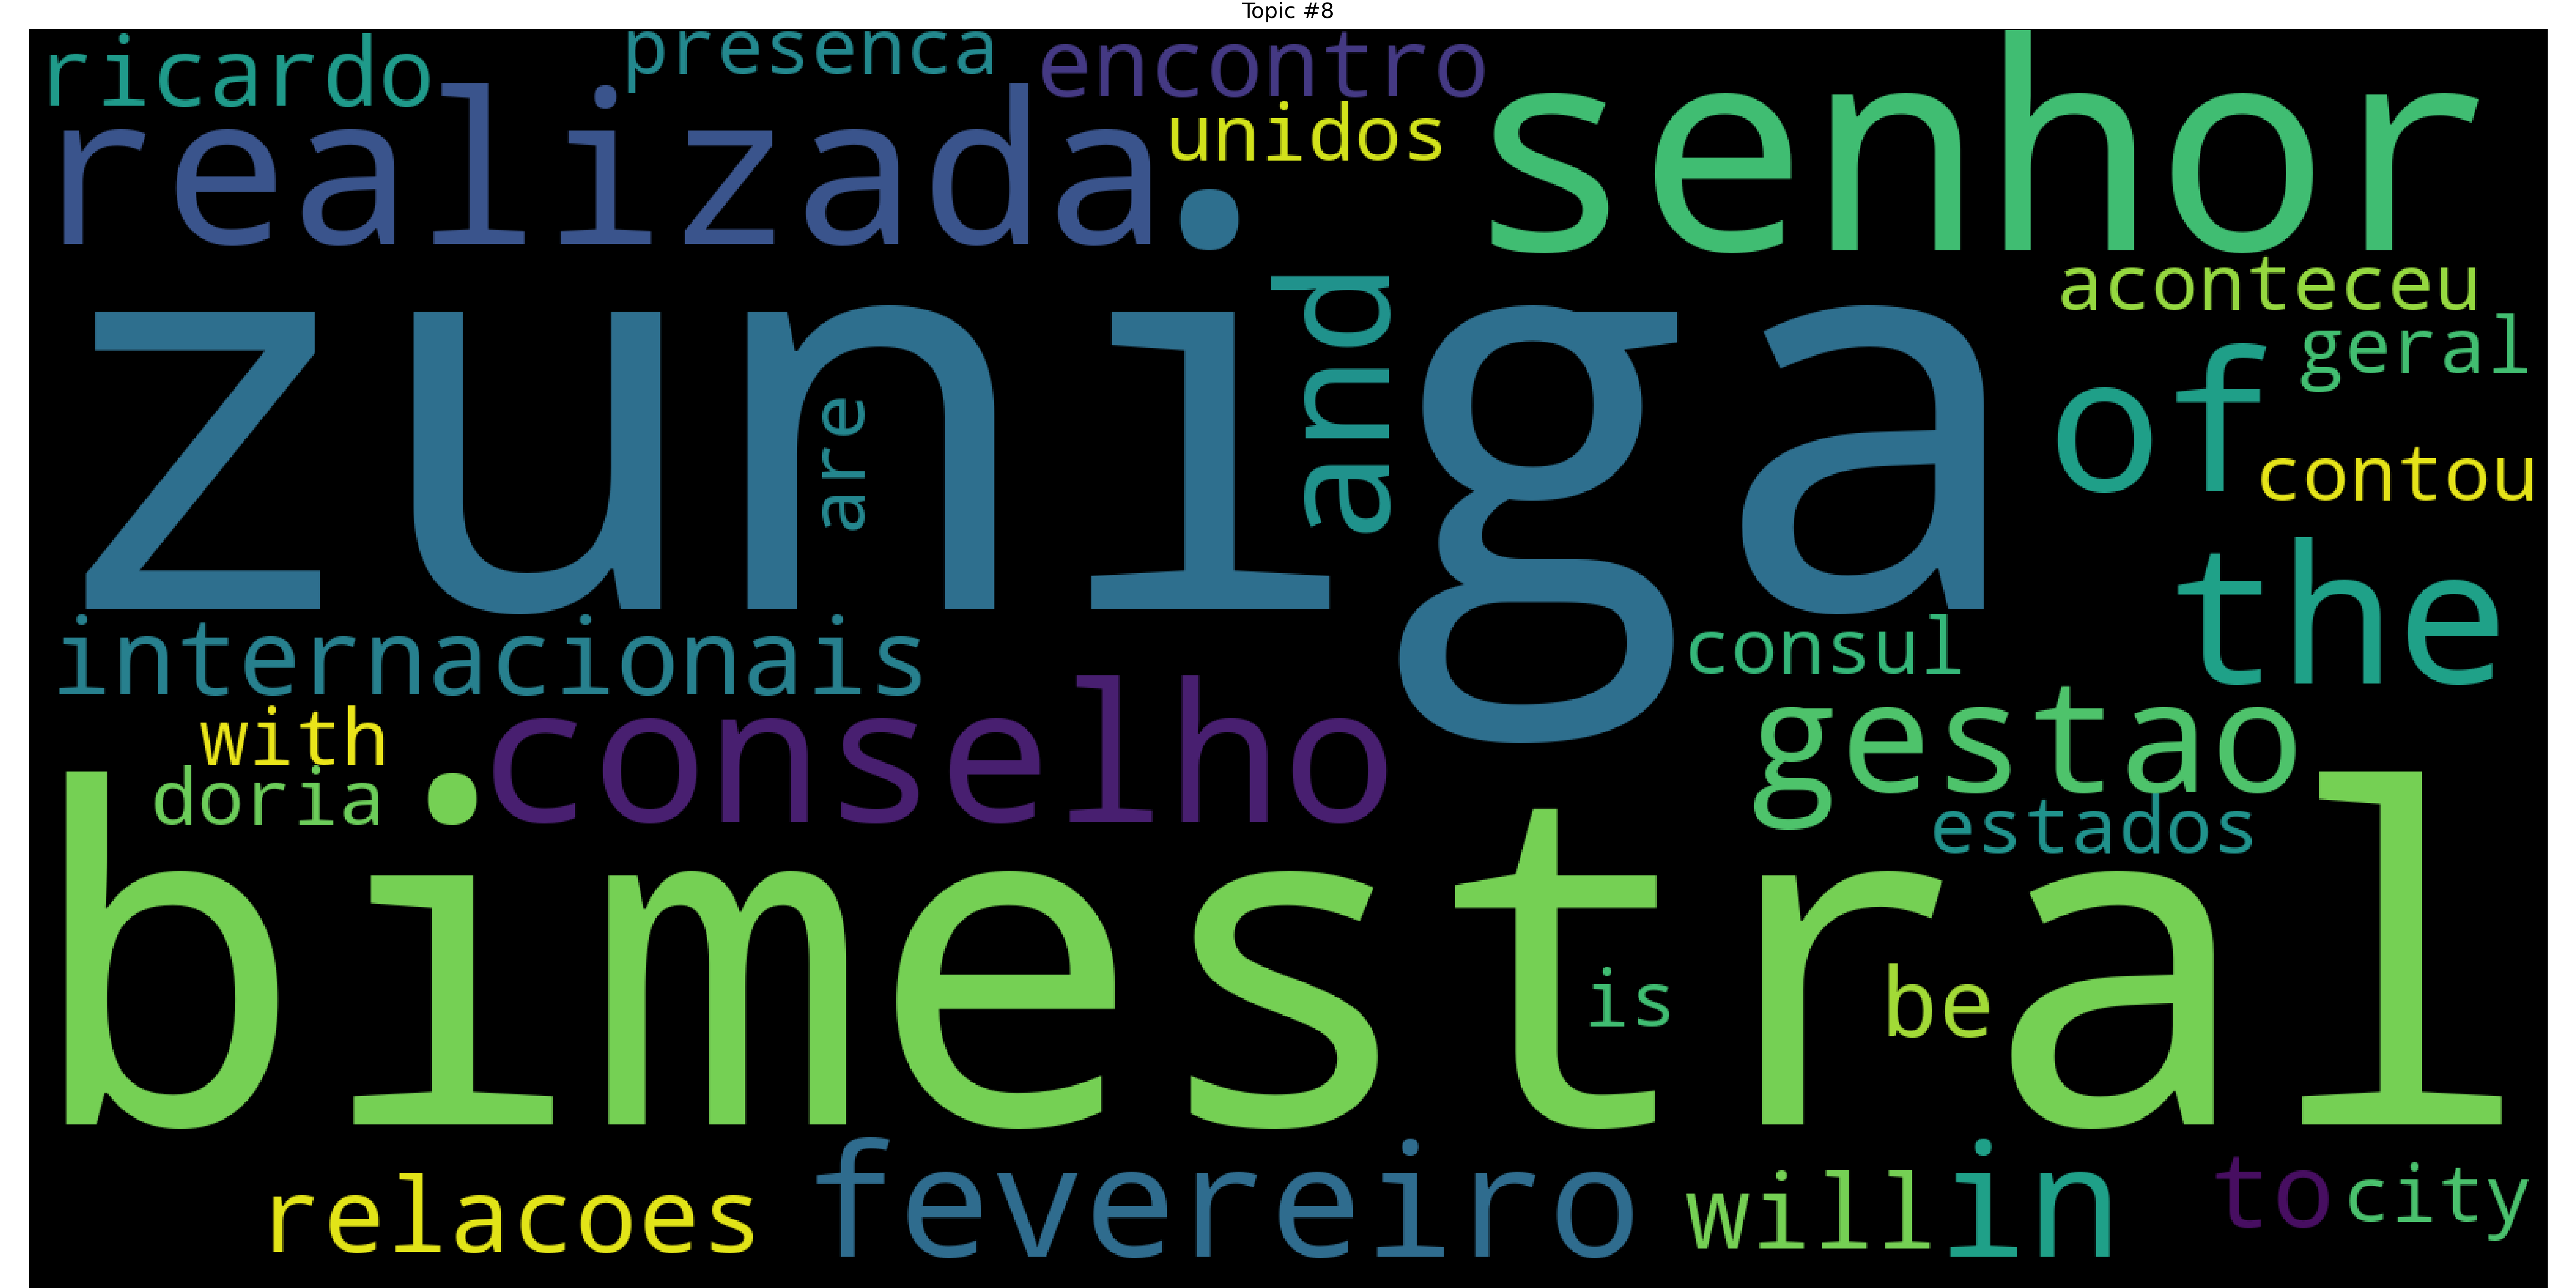 Topic #8
ricardo
presenca
encontro
realizada
unidos
senhor
zuniga
and
are
aconteceu
geral
of
contou
the
internacionais
consul
with
conselho
gestao
doria
estados
bimestral
is
be
relacoes
fevereiro
will
in
to
city